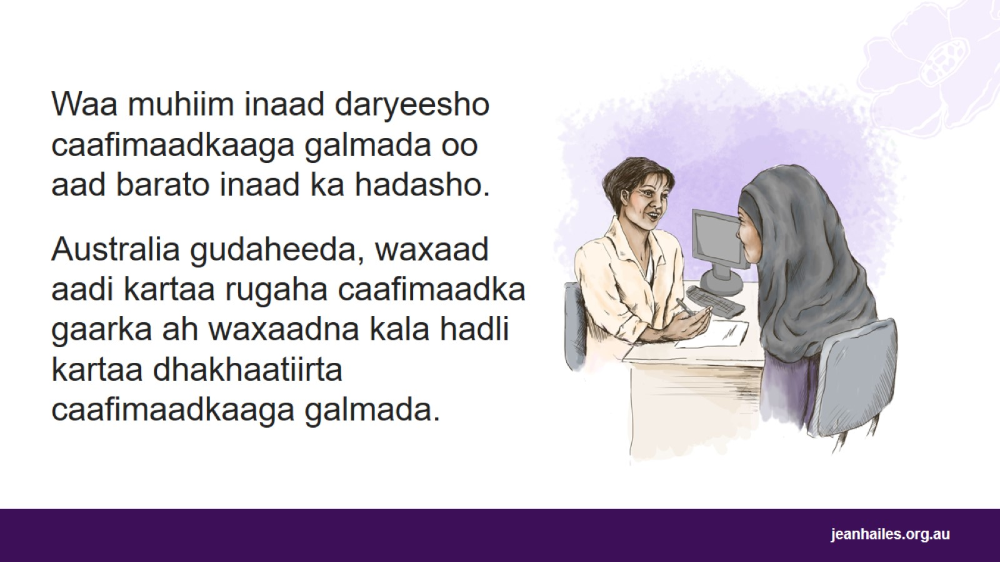 Waa muhiim inaad daryeesho
caafimaadkaaga galmada oo
aad barato inaad ka hadasho.
Australia gudaheeda, waxaad
aadi kartaa rugaha caafimaadka
gaarka ah waxaadna kala hadli
kartaa dhakhaatiirta
caafimaadkaaga galmada.
jeanhailes.org.au